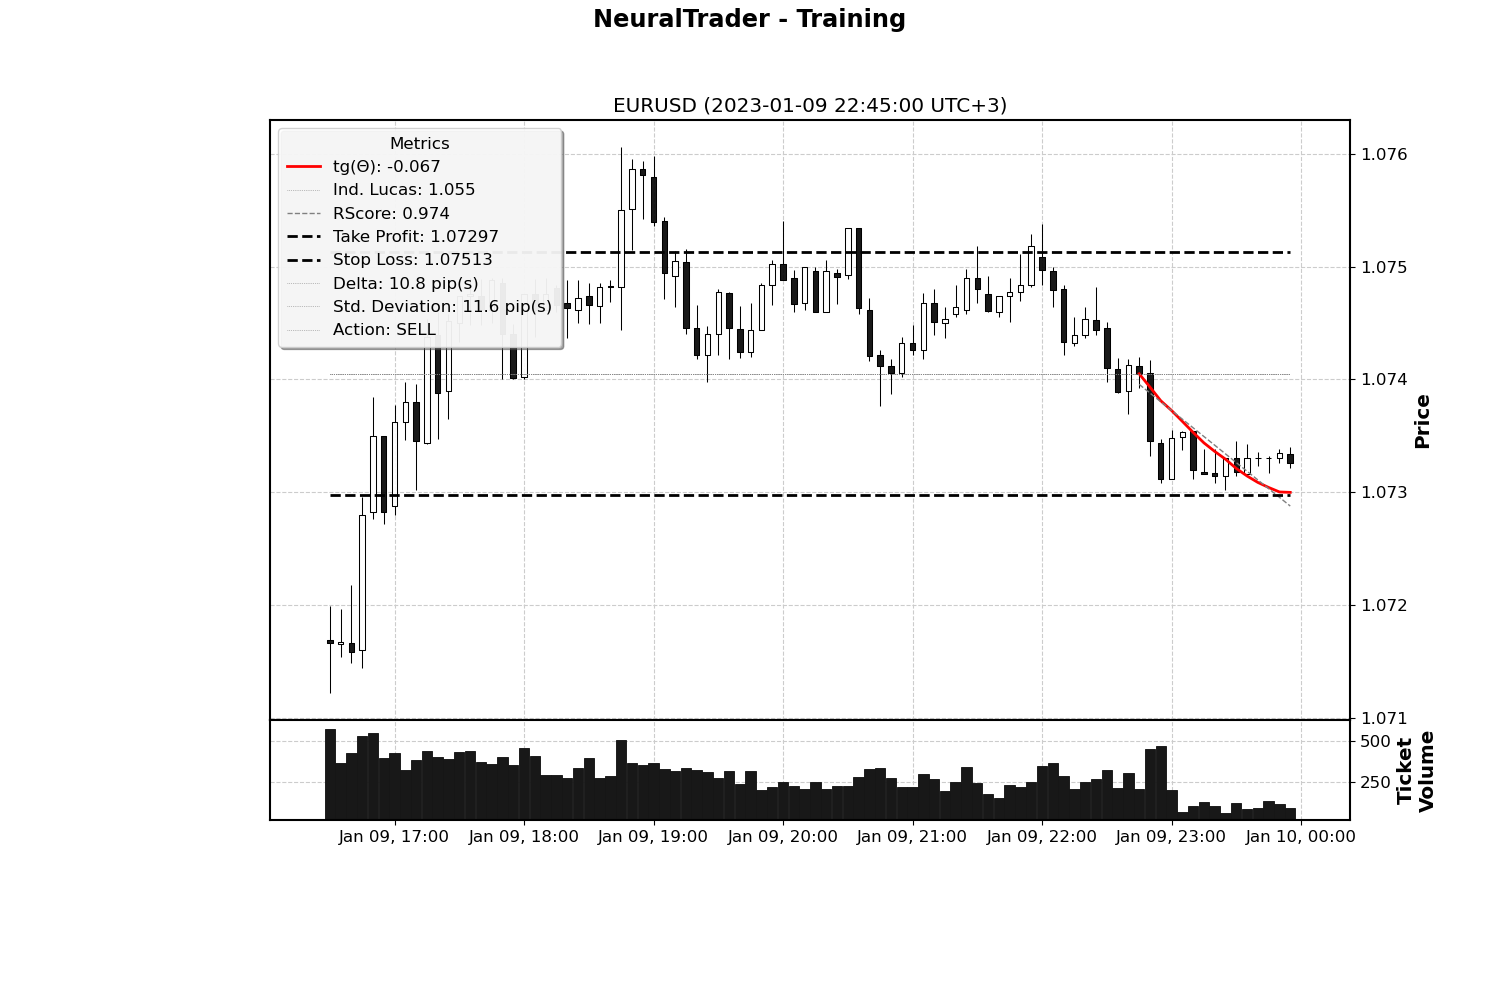 NeuralTrader - Training
EURUSD (2023-01-09 22:45:00 UTC+3)
Metrics
tg(Θ): -0.067
Ind. Lucas: 1.055
RScore: 0.974
Take Profit: 1.07297
Stop Loss: 1.07513
Delta: 10.8 pip(s)
Std. Deviation: 11.6 pip(s)
Action: SELL
1.076
1.075
1.074
1.073
1.072
1.071
Price
500
250
Ticket
Volume
Jan 09, 17:00
Jan 09, 18:00
Jan 09, 19:00
Jan 09, 20:00
Jan 09, 21:00
Jan 09, 22:00
Jan 09, 23:00
Jan 10, 00:00